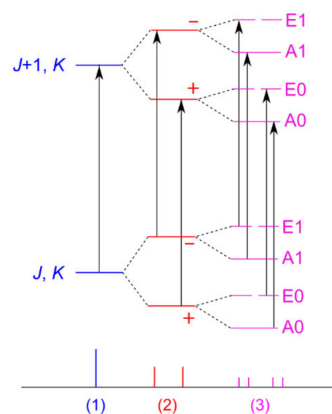 − E1
A1
J+1, K
+ E0
A0
E1
− A1
J, K
E0
+ A0
(1) (2) (3)